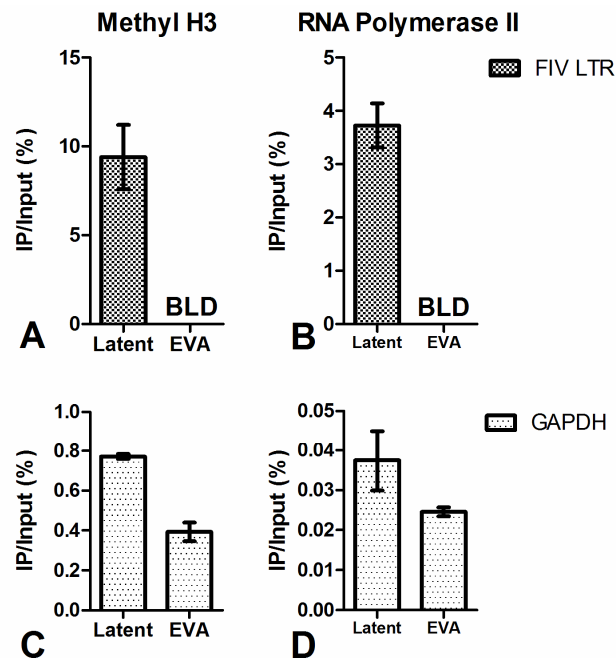 Methyl H3
RNA Polymerase II
FIV LTR
IP/Input (%)
15
10
5
0
BLD
Latent EVA
A
IP/Input (%)
5
4
3
2
1
0
BLD
Latent EVA
B
GAPDH
IP/Input (%)
1.0
0.8
0.6
0.4
0.2
0.0
Latent EVA
C
IP/Input (%)
0.05
0.04
0.03
0.02
0.01
0.00
Latent EVA
D